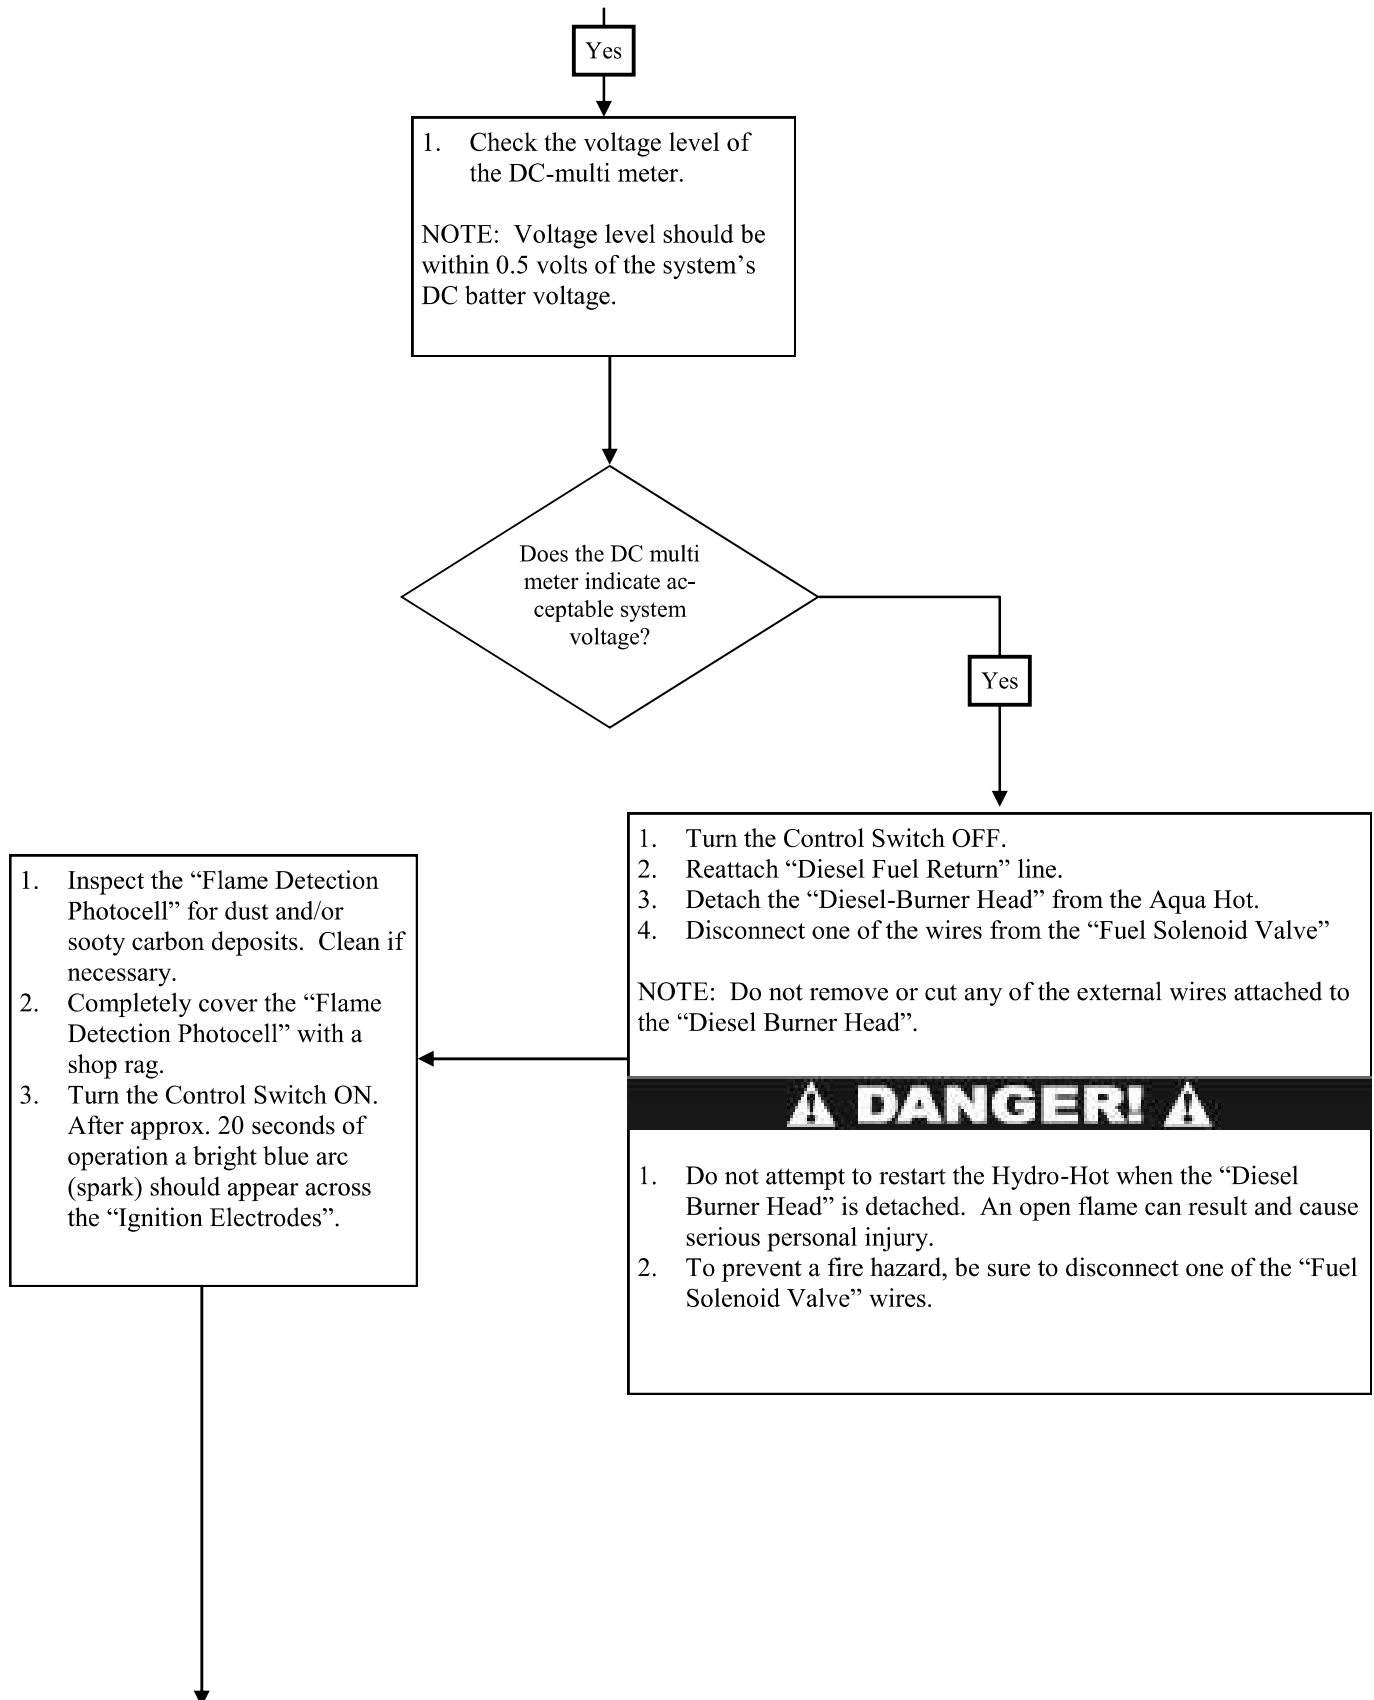 Yes
1. Check the voltage level of
the DC-multi meter.
NOTE: Voltage level should be
within 0.5 volts of the system’s
DC batter voltage.
Does the DC multi
meter indicate ac-
ceptable system
voltage?
Yes
1. Turn the Control Switch OFF.
2. Reattach “Diesel Fuel Return” line.
3. Detach the “Diesel-Burner Head” from the Aqua Hot.
4. Disconnect one of the wires from the “Fuel Solenoid Valve”
NOTE: Do not remove or cut any of the external wires attached to
the “Diesel Burner Head”.
DANGER!
1. Do not attempt to restart the Hydro-Hot when the “Diesel
Burner Head” is detached. An open flame can result and cause
serious personal injury.
2. To prevent a fire hazard, be sure to disconnect one of the “Fuel
Solenoid Valve” wires.
1. Inspect the “Flame Detection
Photocell” for dust and/or
sooty carbon deposits. Clean if
necessary.
2. Completely cover the “Flame
Detection Photocell” with a
shop rag.
3. Turn the Control Switch ON.
After approx. 20 seconds of
operation a bright blue arc
(spark) should appear across
the “Ignition Electrodes”.